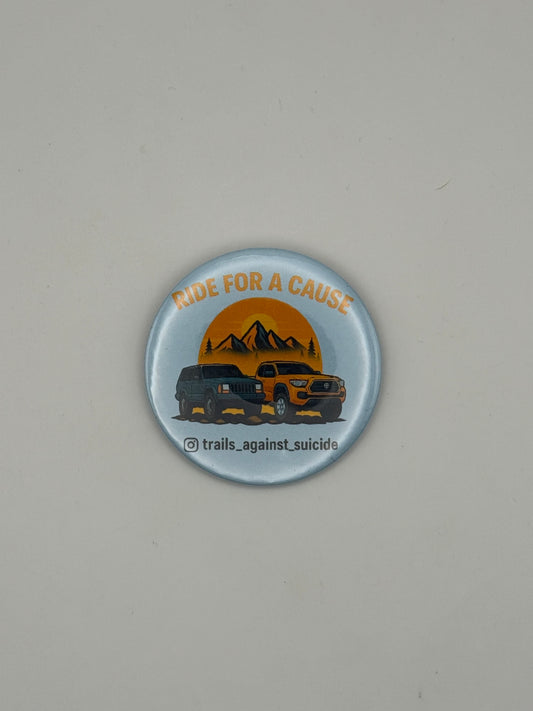 RIDE FOR A CAUSE
trails_against_suicide